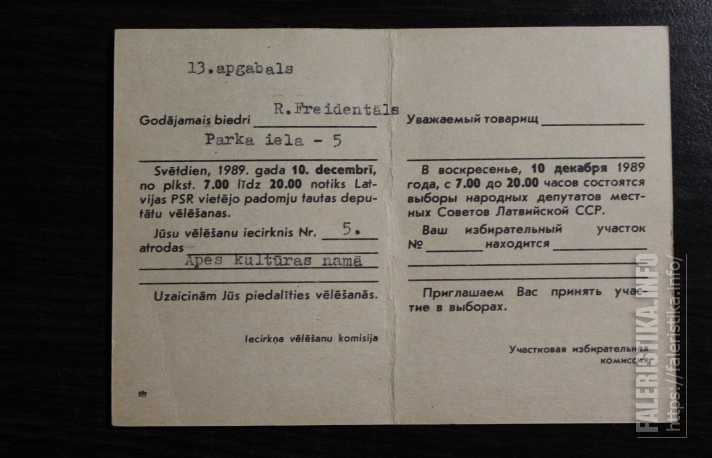 13.apgabals
Godājamais biedri R.Freidentāls
Parka iela - 5
Svētdien, 1989. gada 10. decembrī,
no plkst. 7.00 līdz 20.00 notiks Lat-
vijas PSR vietējo padomju tautas depu-
tātu vēlēšanas.
Jūsu vēlēšanu iecirknis Nr. 5.
atrodas
Apes kultūras namā
Uzaicinām Jūs piedalīties vēlēšanās.
Iecirkņa vēlēšanu komisija
Уважаемый товарищ
В воскресенье, 10 декабря 1989
года, с 7.00 до 20.00 часов состоятся
выборы народных депутатов мест-
ных Советов Латвийской ССР.
Ваш избирательный участок
№ находится
Приглашаем Вас принять учас-
тие в выборах.
Участковая избирательная
комиссия
FALERISTIKA.INFO
https://faleristika.info/